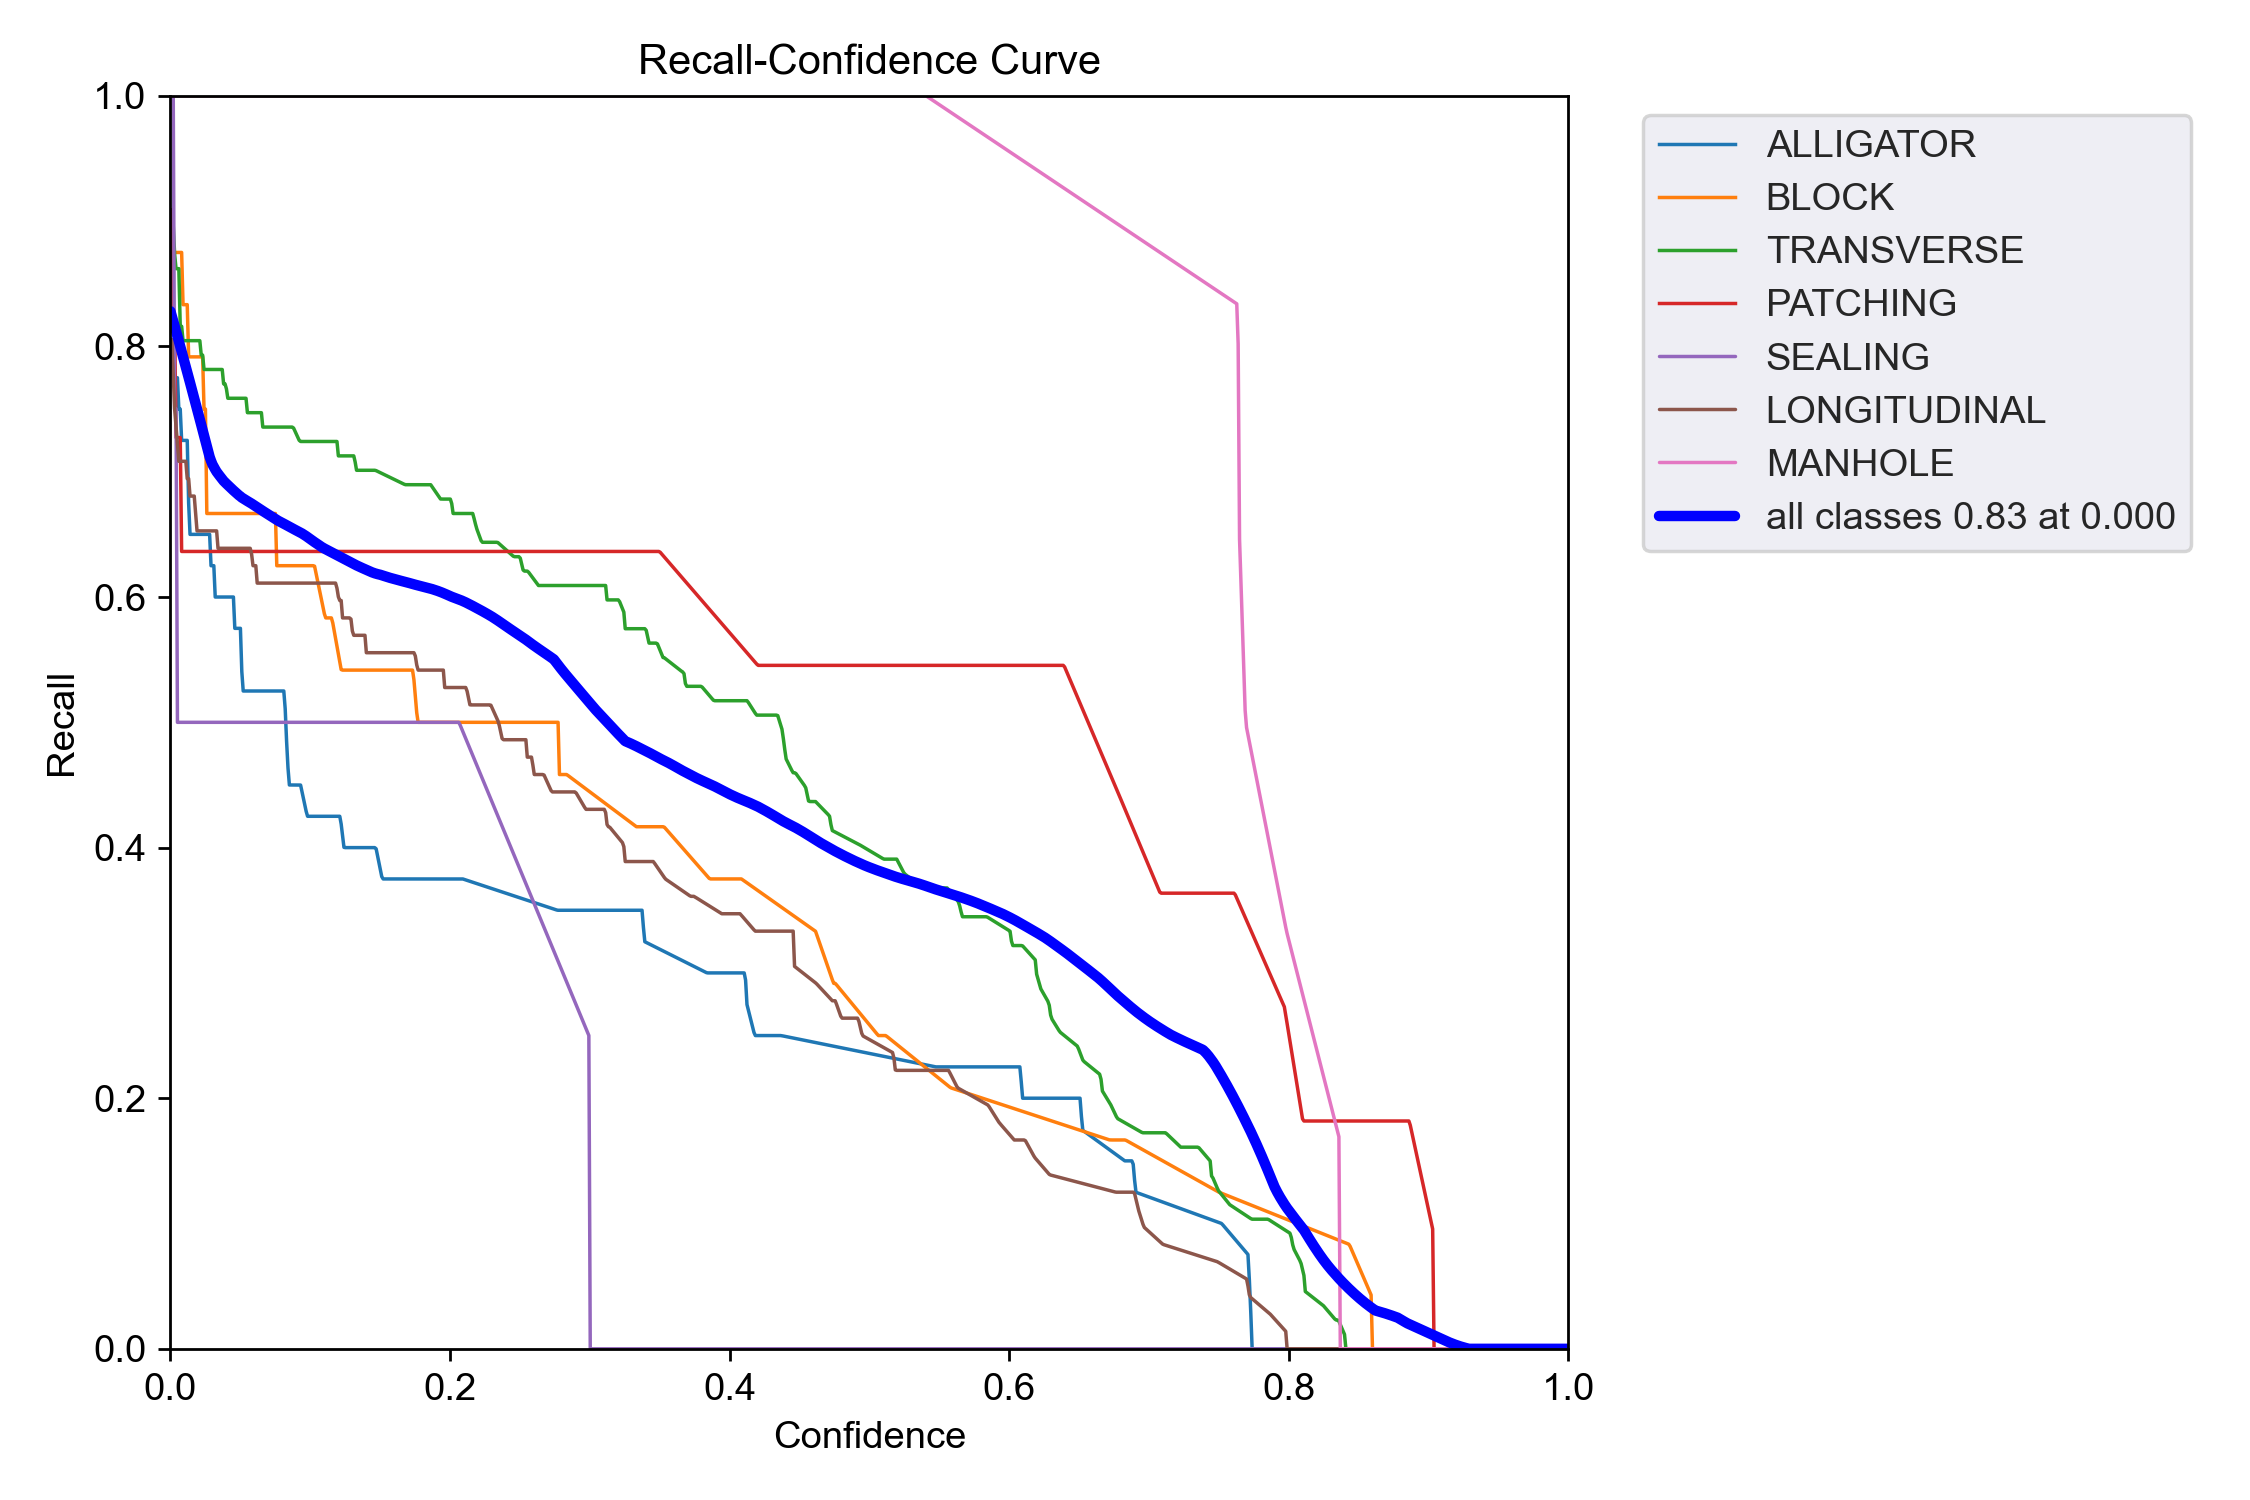 Recall-Confidence Curve
1.0
0.8
0.6
0.4
0.2
0.0
Recall
0.0 0.2 0.4 0.6 0.8 1.0
Confidence
ALLIGATOR
BLOCK
TRANSVERSE
PATCHING
SEALING
LONGITUDINAL
MANHOLE
all classes 0.83 at 0.000